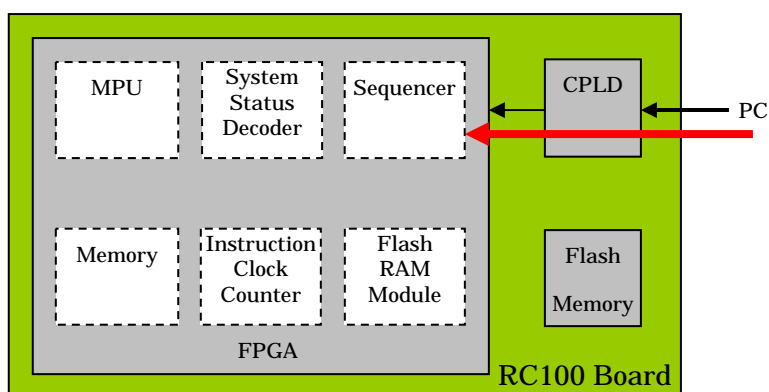 MPU
System
Status
Decoder
Sequencer
CPLD
PC
Memory
Instruction
Clock
Counter
Flash
RAM
Module
Flash
Memory
FPGA
RC100 Board